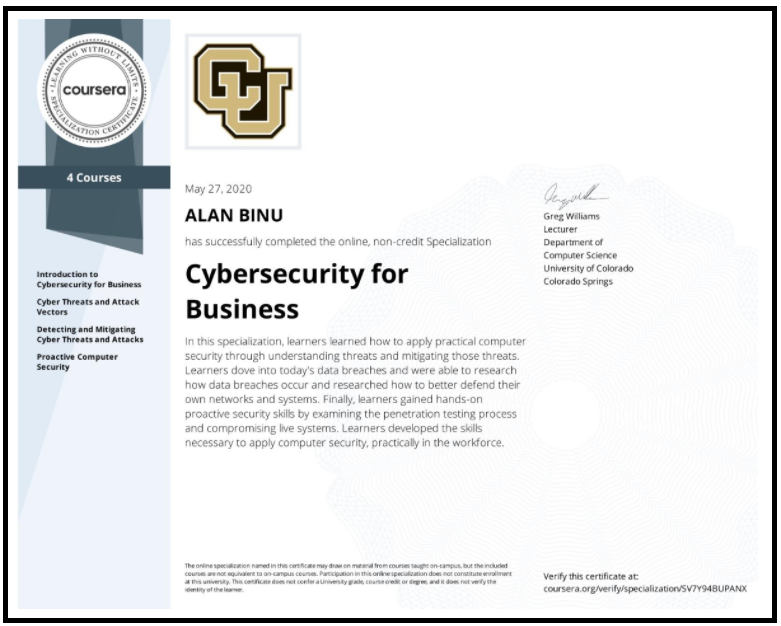 LEARNING WITHOUT LIMITS
coursera
SPECIALIZATION CERTIFICATE
4 Courses
Introduction to
Cybersecurity for Business
Cyber Threats and Attack
Vectors
Detecting and Mitigating
Cyber Threats and Attacks
Proactive Computer
Security
CU
May 27, 2020
ALAN BINU
has successfully completed the online, non-credit Specialization
Cybersecurity for
Business
In this specialization, learners learned how to apply practical computer
security through understanding threats and mitigating those threats.
Learners dove into today's data breaches and were able to research
how data breaches occur and researched how to better defend their
own networks and systems. Finally, learners gained hands-on
proactive security skills by examining the penetration testing process
and compromising live systems. Learners developed the skills
necessary to apply computer security, practically in the workforce.
Greg Williams
Lecturer
Department of
Computer Science
University of Colorado
Colorado Springs
The online specialization named in this certificate may draw on material from courses taught on-campus, but the included
courses are not equivalent to on-campus courses. Participation in this online specialization does not constitute enrollment
at this university. This certificate does not confer a University grade, course credit or degree, and it does not verify the
identity of the learner.
Verify this certificate at:
coursera.org/verify/specialization/SV7Y94BUPANX